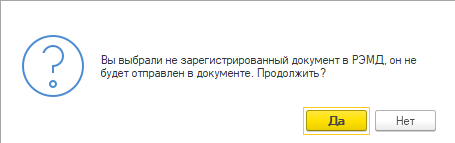 Вы выбрали не зарегистрированный документ в РЭМД, он не
будет отправлен в документе. Продолжить?
Да
Нет